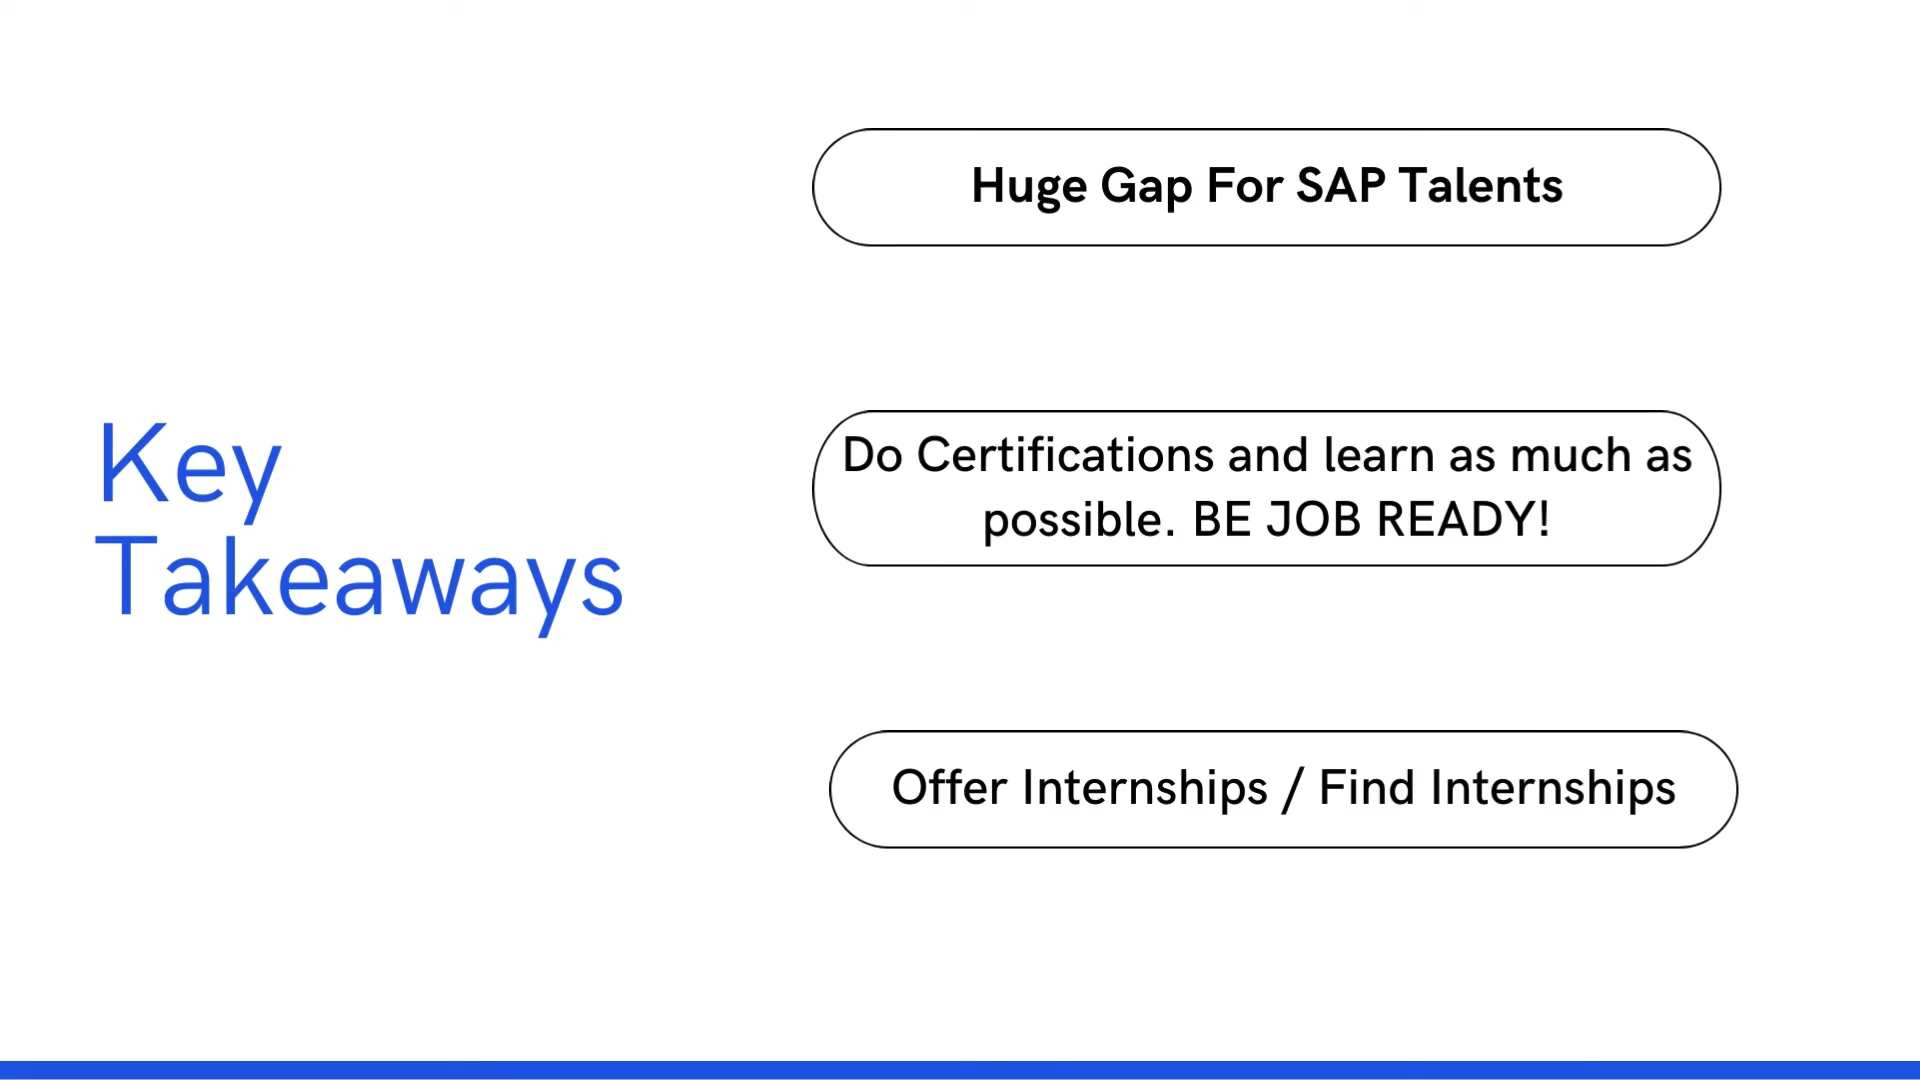 Key
Takeaways
Huge Gap For SAP Talents
Do Certifications and learn as much as
possible. BE JOB READY!
Offer Internships / Find Internships